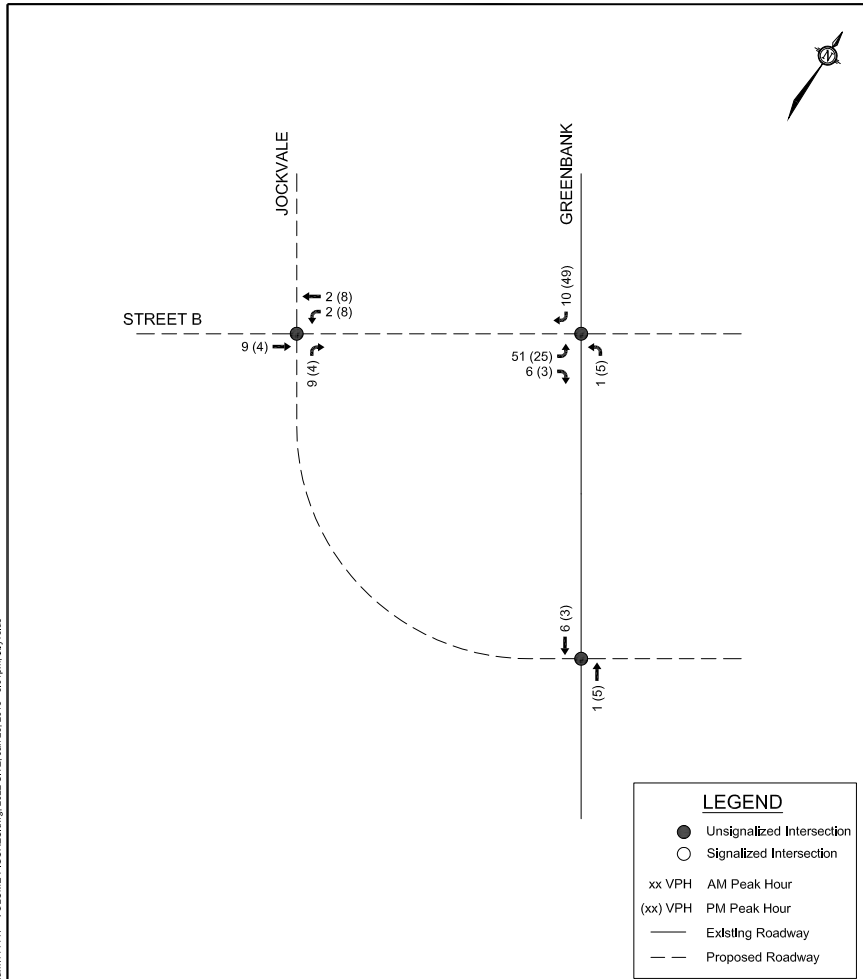 N
JOCKVALE
GREENBANK
STREET B
2 (8)
2 (8)
10 (49)
9 (4)
9 (4)
51 (25)
6 (3)
1 (5)
6 (3)
1 (5)
LEGEND
Unsignalized Intersection
Signalized Intersection
xx VPH AM Peak Hour
(xx) VPH PM Peak Hour
Existing Roadway
Proposed Roadway